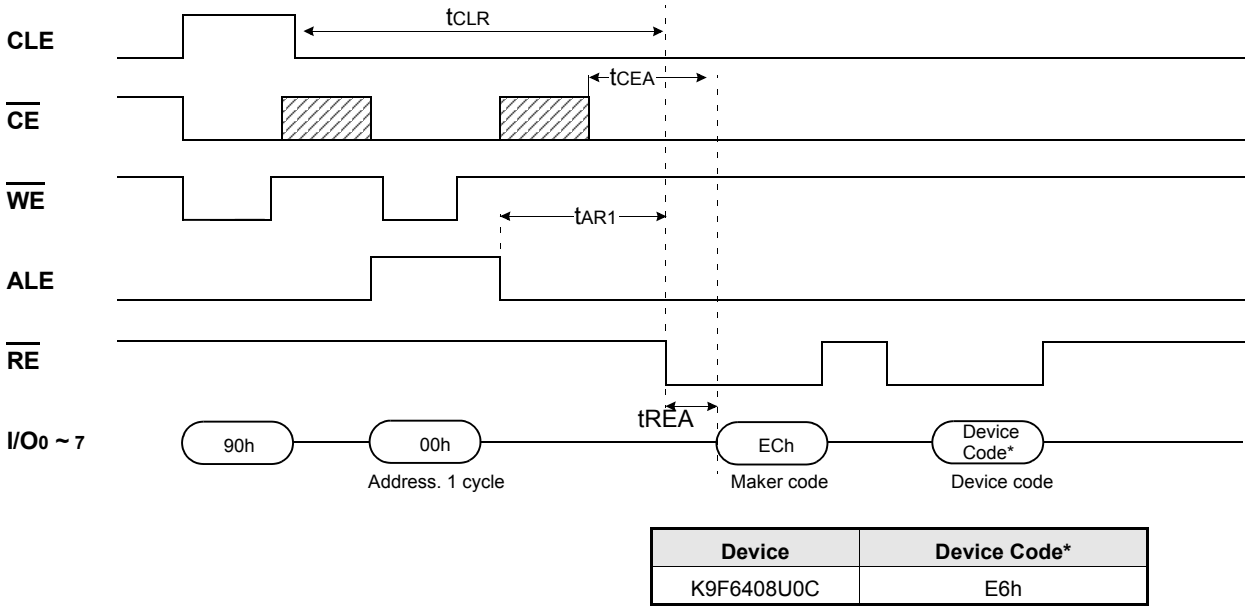 tCLR
CLE
tCEA
CE
WE
tAR1
ALE
RE
tREA
I/O0 ~ 7
90h
00h
ECh
Device
Code*
Address. 1 cycle
Maker code
Device code
Device Device Code*
K9F6408U0C E6h